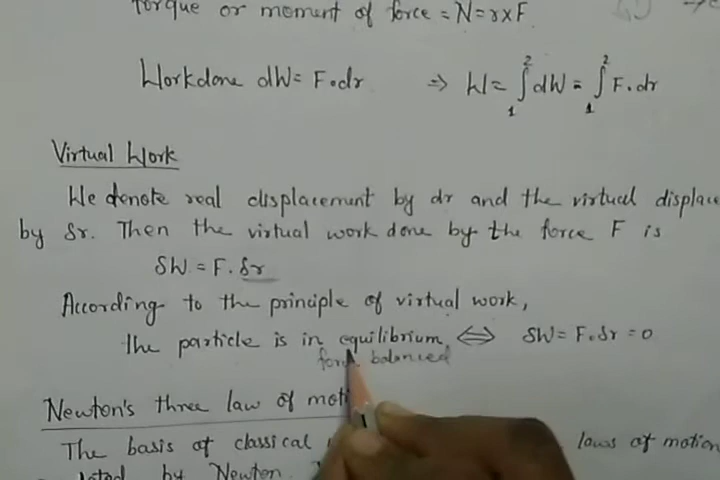 Torque or moment of force = N = r x F
Workdone dW = F.dr ⇒ W = ∫₁² dW = ∫₁² F.dr
Virtual Work
We denote real displacement by dr and the virtual displace
by δr. Then the virtual work done by the force F is
δW = F.δr
According to the principle of virtual work,
The particle is in equilibrium, ⇔ δW = F.δr = 0
balanced
Newton's three law of moti
The basis of classical laws of motion
by Newton